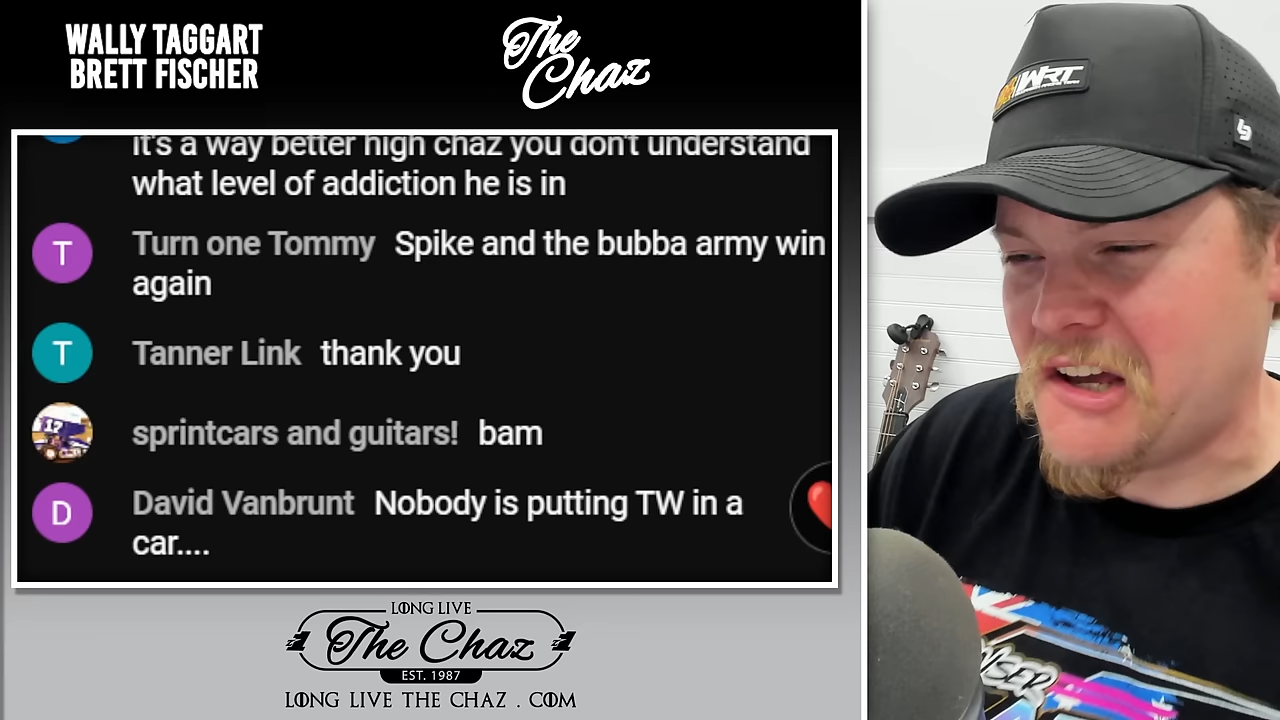 WALLY TAGGART
BRETT FISCHER
The
Chaz
it's a way better high chaz you don't understand
what level of addiction he is in
T
Turn one Tommy Spike and the bubba army win
again
T
Tanner Link thank you
17
sprintcars and guitars! bam
D
David Vanbrunt Nobody is putting TW in a
car....
LONG LIVE
The Chaz
EST. 1987
LONG LIVE THE CHAZ . COM
WRT